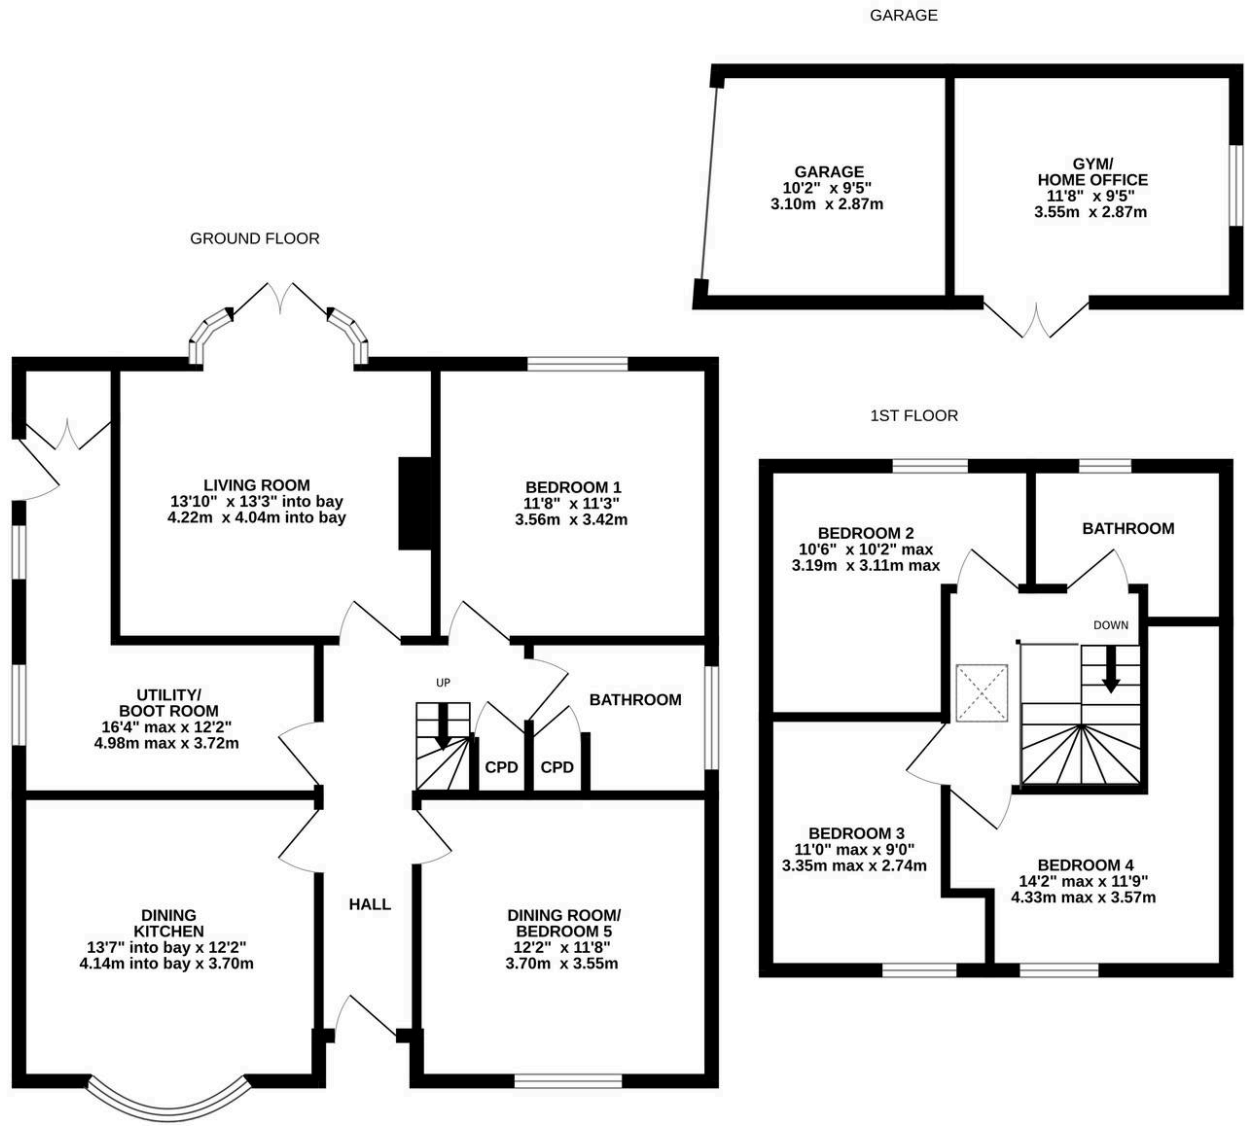 GARAGE
GARAGE
10'2" x 9'5"
3.10m x 2.87m
GYM/
HOME OFFICE
11'8" x 9'5"
3.55m x 2.87m
GROUND FLOOR
LIVING ROOM
13'10" x 13'3" into bay
4.22m x 4.04m into bay
BEDROOM 1
11'8" x 11'3"
3.56m x 3.42m
UTILITY/
BOOT ROOM
16'4" max x 12'2"
4.98m max x 3.72m
UP
BATHROOM
CPD
CPD
HALL
DINING
KITCHEN
13'7" into bay x 12'2"
4.14m into bay x 3.70m
DINING ROOM/
BEDROOM 5
12'2" x 11'8"
3.70m x 3.55m
1ST FLOOR
BEDROOM 2
10'6" x 10'2" max
3.19m x 3.11m max
BATHROOM
DOWN
BEDROOM 3
11'0" max x 9'0"
3.35m max x 2.74m
BEDROOM 4
14'2" max x 11'9"
4.33m max x 3.57m